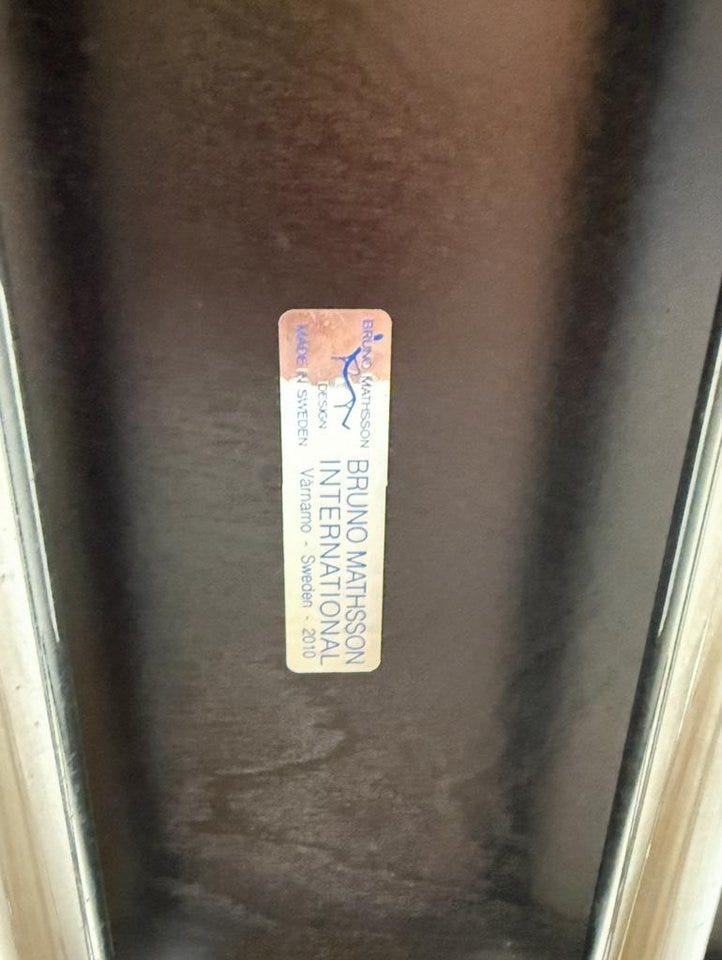 BRUNO MATHSSON
DESIGN
MADE IN SWEDEN
BRUNO MATHSSON
INTERNATIONAL
Värnamo - Sweden - 2010